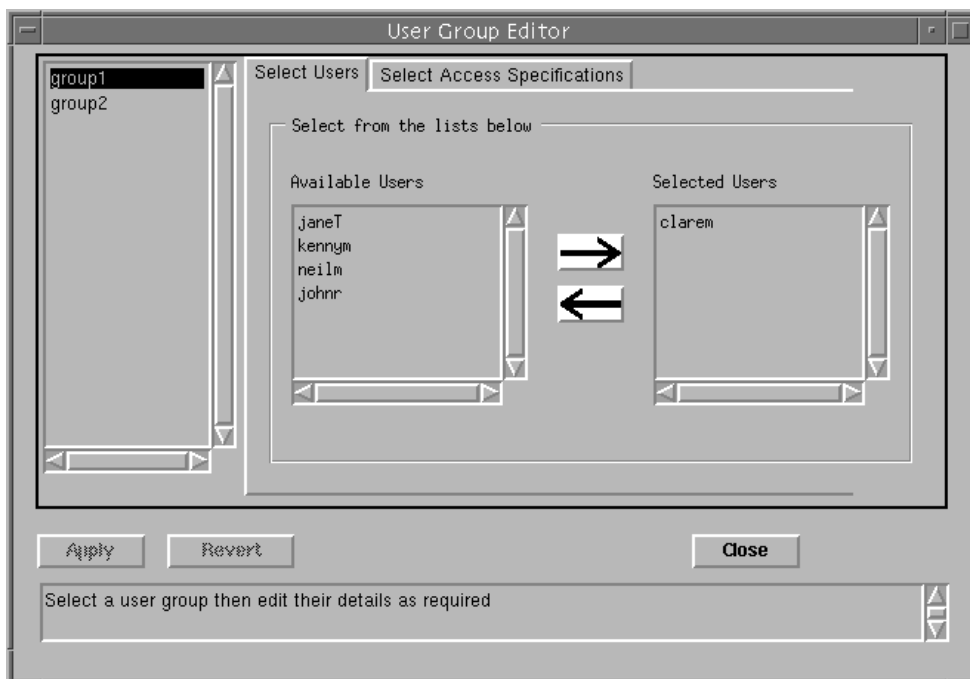 User Group Editor
group1
group2
Select Users
Select Access Specifications
Select from the lists below
Available Users
Selected Users
janeT
kennym
neilm
johnr
clarem
Apply
Revert
Close
Select a user group then edit their details as required